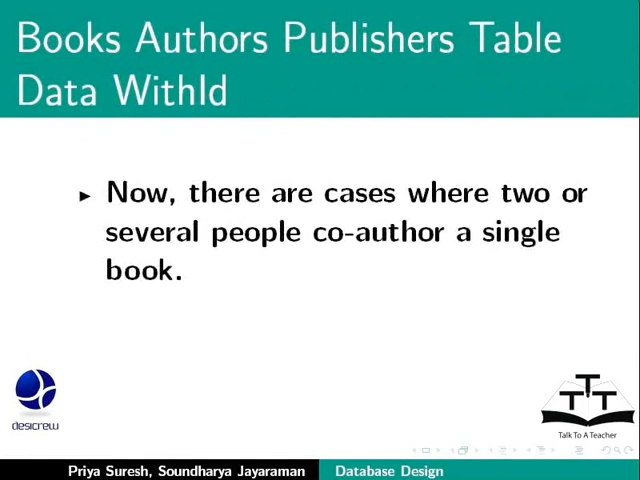 Books Authors Publishers Table
Data WithId
Now, there are cases where two or
several people co-author a single
book.
desicrew
T T T
Talk To A Teacher
Priya Suresh, Soundharya Jayaraman Database Design